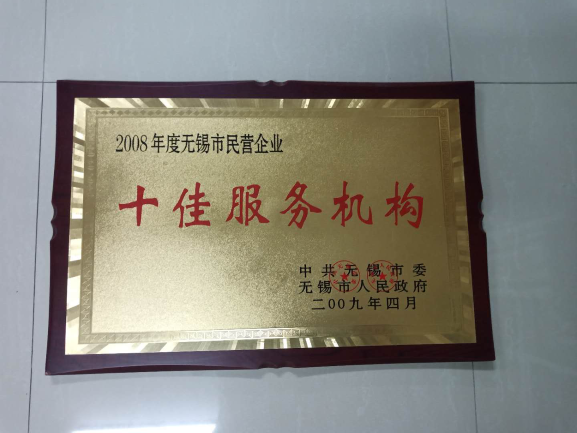 2008年度无锡市民营企业
十佳服务机构
中共无锡市委
无锡市人民政府
二00九年四月